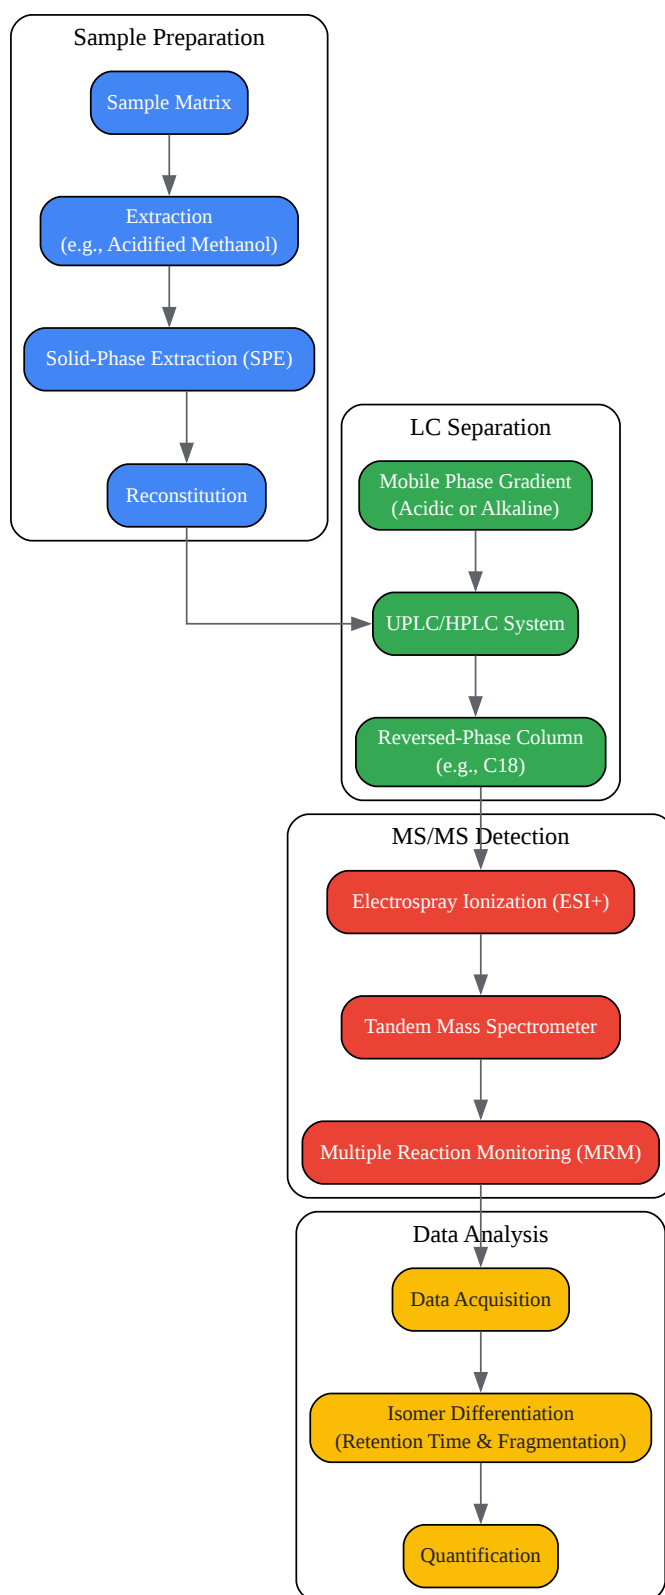 Sample Preparation
Sample Matrix
Extraction
(e.g., Acidified Methanol)
Solid-Phase Extraction (SPE)
Reconstitution
LC Separation
Mobile Phase Gradient
(Acidic or Alkaline)
UPLC/HPLC System
Reversed-Phase Column
(e.g., C18)
MS/MS Detection
Electrospray Ionization (ESI+)
Tandem Mass Spectrometer
Multiple Reaction Monitoring (MRM)
Data Analysis
Data Acquisition
Isomer Differentiation
(Retention Time & Fragmentation)
Quantification